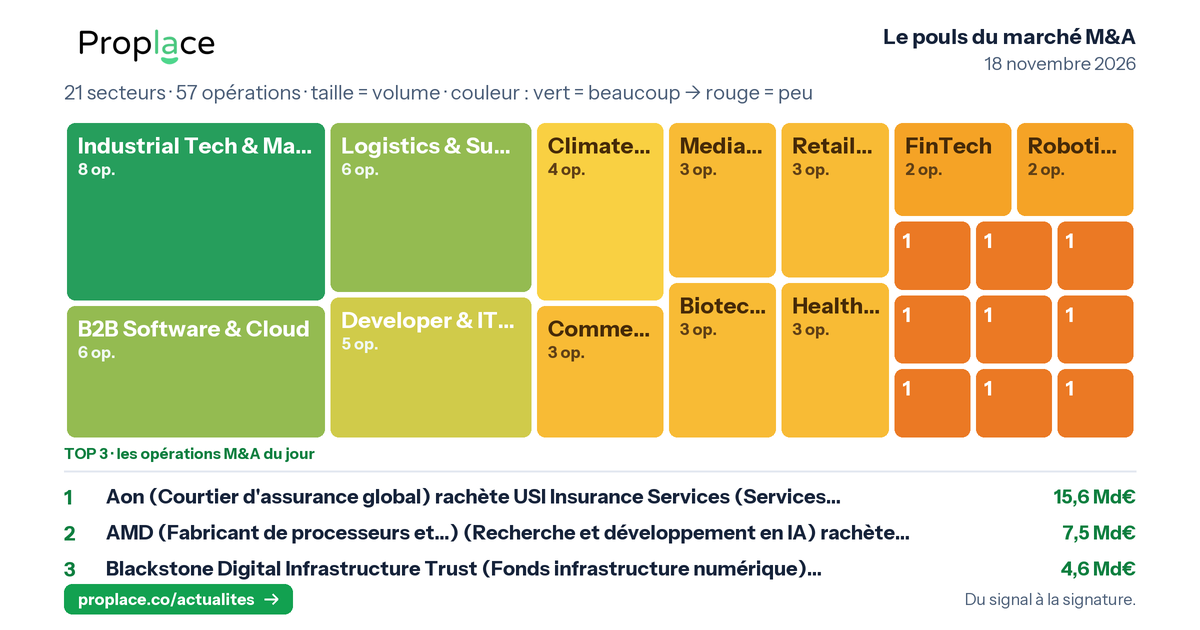 Proplace
Le pouls du marché M&A
18 novembre 2026
21 secteurs · 57 opérations · taille = volume · couleur : vert = beaucoup → rouge = peu
Industrial Tech & Ma...
8 op.
Logistics & Su...
6 op.
Climate...
4 op.
Media...
3 op.
Retail...
3 op.
FinTech
2 op.
Roboti...
2 op.
1
1
1
B2B Software & Cloud
6 op.
Developer & IT...
5 op.
Comme...
3 op.
Biotec...
3 op.
Health...
3 op.
1
1
1
1
1
1
TOP 3 · les opérations M&A du jour
1 Aon (Courtier d'assurance global) rachète USI Insurance Services (Services... 15,6 Md€
2 AMD (Fabricant de processeurs et...) (Recherche et développement en IA) rachète... 7,5 Md€
3 Blackstone Digital Infrastructure Trust (Fonds infrastructure numérique)... 4,6 Md€
proplace.co/actualites →
Du signal à la signature.